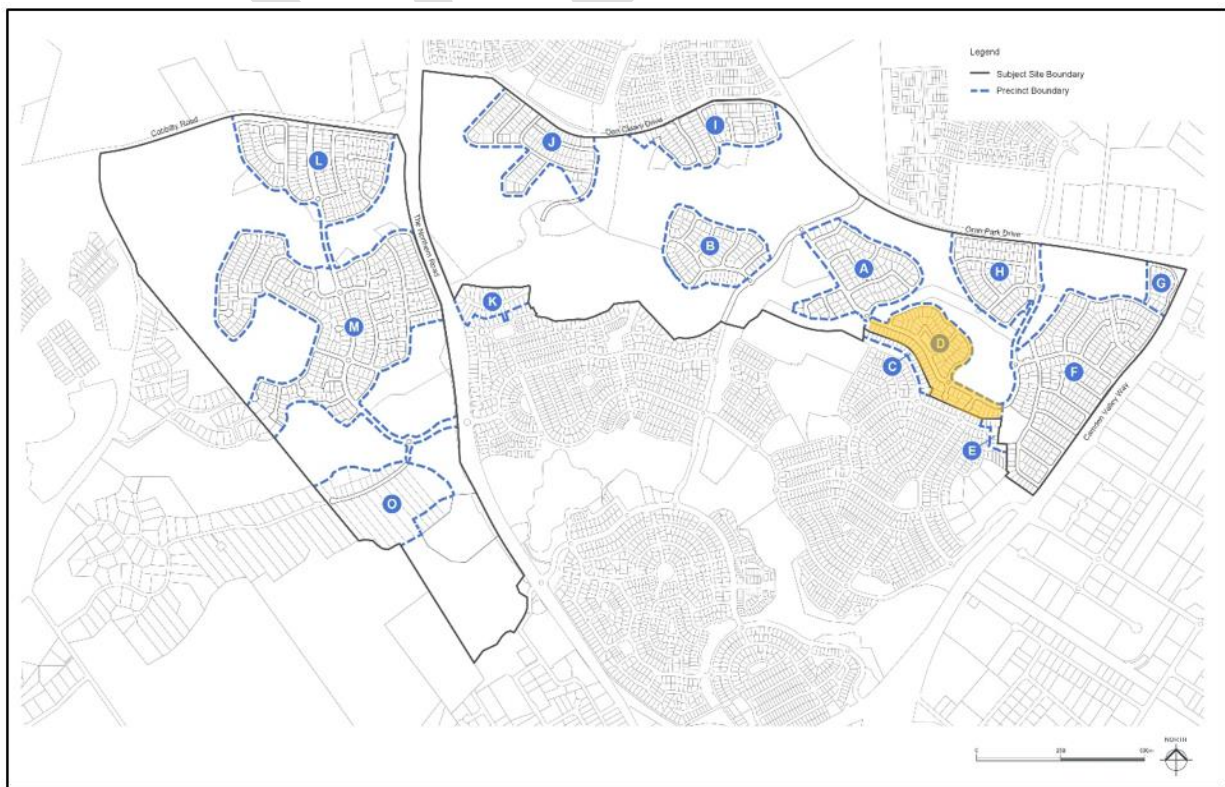 Legend
Subject Site Boundary
Precinct Boundary
Cobbitty Road
Dan Cleary Drive
The Northern Road
Oran Park Drive
Camden Valley Way
L
J
I
B
A
H
G
K
M
D
C
F
E
O
0
250
500m
NORTH